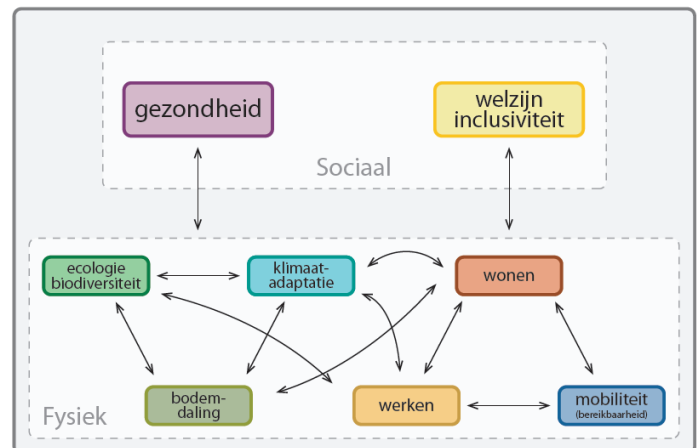 gezondheid
welzijn
inclusiviteit
Sociaal
ecologie
biodiversiteit
klimaat-
adaptatie
wonen
bodem-
daling
werken
mobiliteit
(bereikbaarheid)
Fysiek